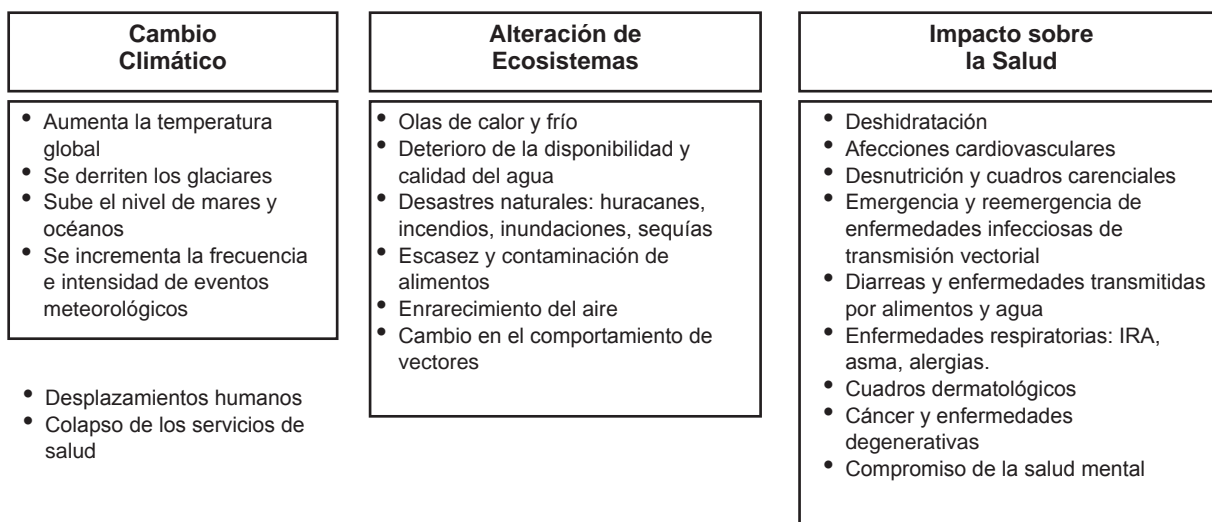 Cambio
Climático
• Aumenta la temperatura
global
• Se derriten los glaciares
• Sube el nivel de mares y
océanos
• Se incrementa la frecuencia
e intensidad de eventos
meteorológicos
• Desplazamientos humanos
• Colapso de los servicios de
salud
Alteración de
Ecosistemas
• Olas de calor y frío
• Deterioro de la disponibilidad y
calidad del agua
• Desastres naturales: huracanes,
incendios, inundaciones, sequías
• Escasez y contaminación de
alimentos
• Enrarecimiento del aire
• Cambio en el comportamiento de
vectores
Impacto sobre
la Salud
• Deshidratación
• Afecciones cardiovasculares
• Desnutrición y cuadros carenciales
• Emergencia y reemergencia de
enfermedades infecciosas de
transmisión vectorial
• Diarreas y enfermedades transmitidas
por alimentos y agua
• Enfermedades respiratorias: IRA,
asma, alergias.
• Cuadros dermatológicos
• Cáncer y enfermedades
degenerativas
• Compromiso de la salud mental